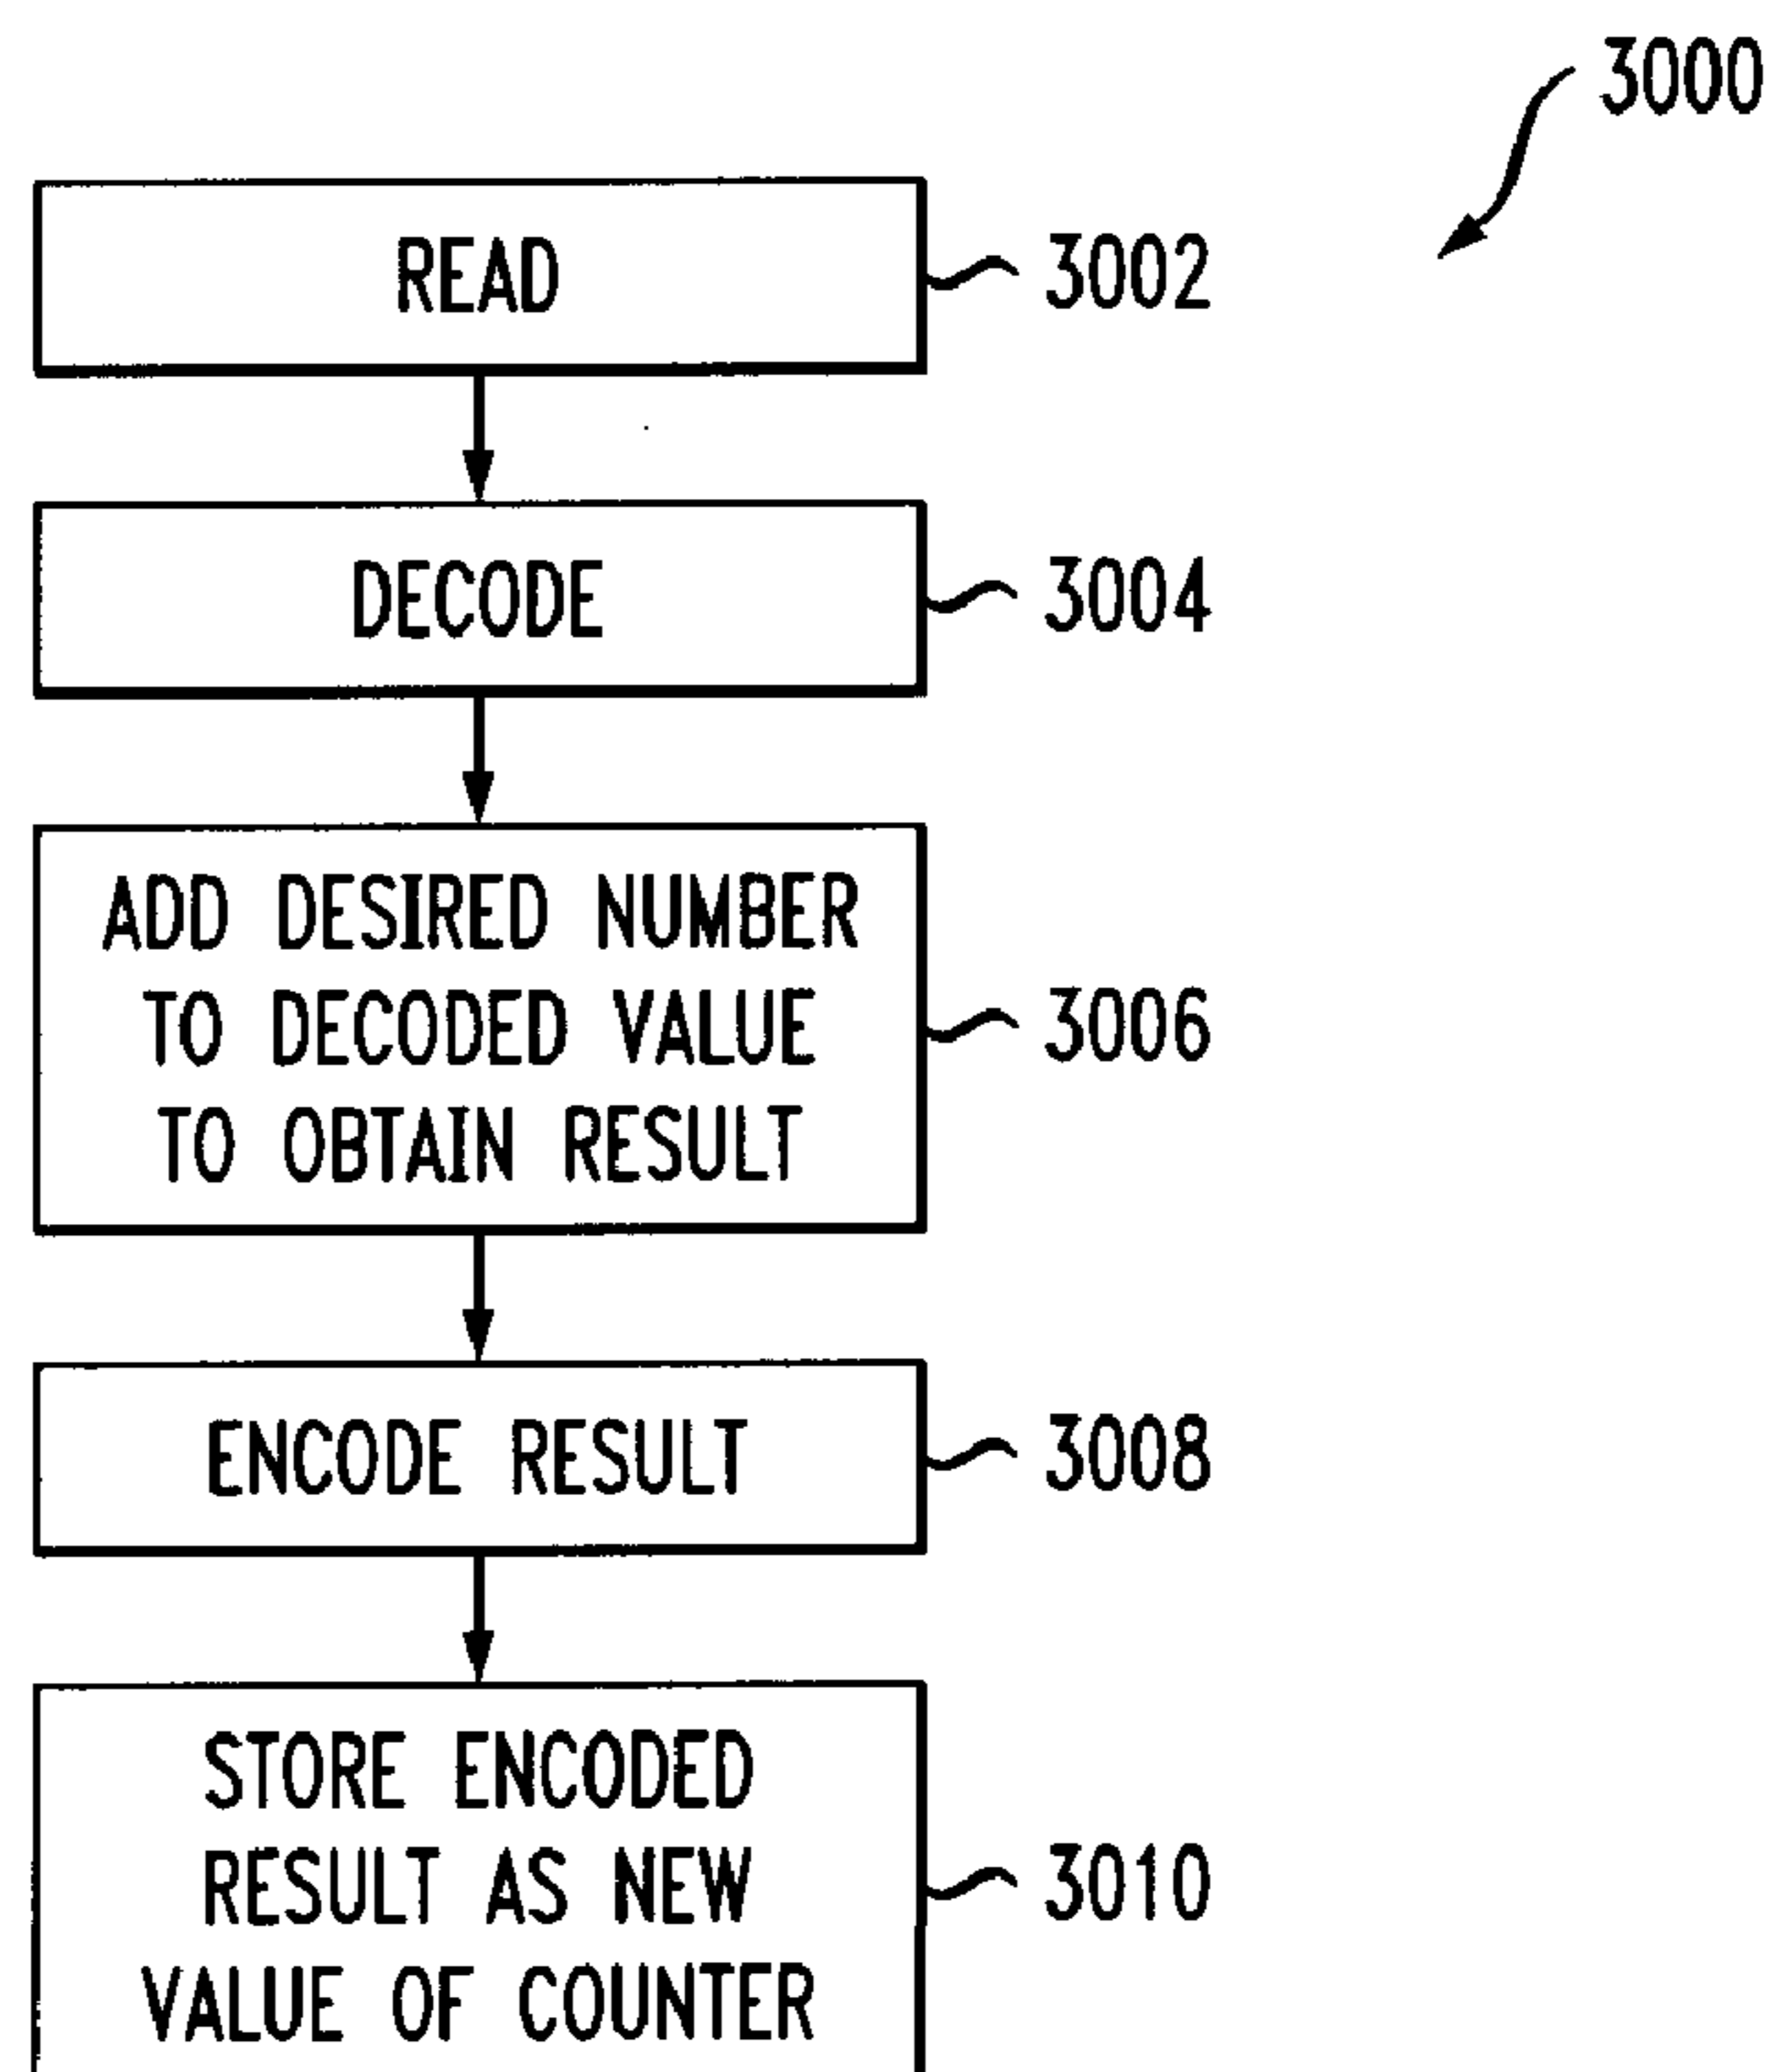 3000
READ
3002
DECODE
3004
ADD DESIRED NUMBER
TO DECODED VALUE
TO OBTAIN RESULT
3006
ENCODE RESULT
3008
STORE ENCODED
RESULT AS NEW
VALUE OF COUNTER
3010